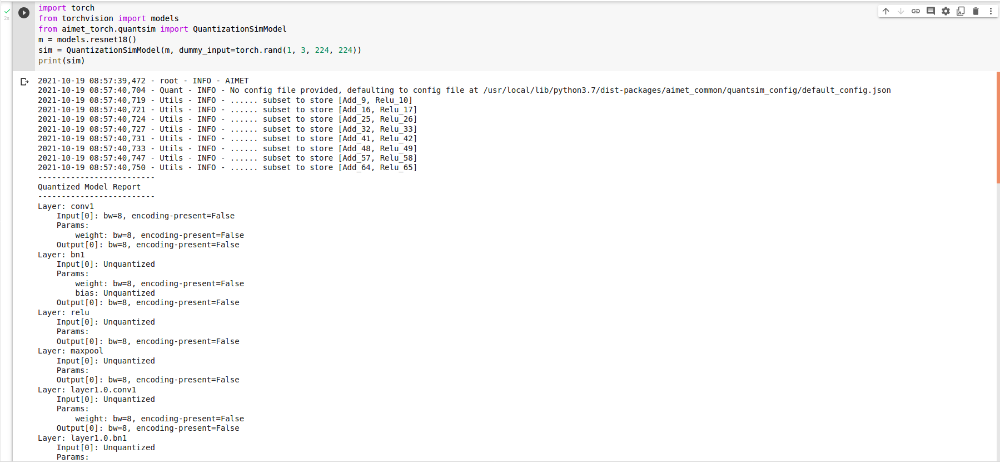 import torch
from torchvision import models
from aimet_torch.quantsim import QuantizationSimModel
m = models.resnet18()
sim = QuantizationSimModel(m, dummy_input=torch.rand(1, 3, 224, 224))
print(sim)
2s
2021-10-19 08:57:39,472 - root - INFO - AIMET
2021-10-19 08:57:40,704 - Quant - INFO - No config file provided, defaulting to config file at /usr/local/lib/python3.7/dist-packages/aimet_common/quantsim_config/default_config.json
2021-10-19 08:57:40,719 - Utils - INFO - ...... subset to store [Add_9, Relu_10]
2021-10-19 08:57:40,721 - Utils - INFO - ...... subset to store [Add_16, Relu_17]
2021-10-19 08:57:40,724 - Utils - INFO - ...... subset to store [Add_25, Relu_26]
2021-10-19 08:57:40,727 - Utils - INFO - ...... subset to store [Add_32, Relu_33]
2021-10-19 08:57:40,731 - Utils - INFO - ...... subset to store [Add_41, Relu_42]
2021-10-19 08:57:40,733 - Utils - INFO - ...... subset to store [Add_48, Relu_49]
2021-10-19 08:57:40,747 - Utils - INFO - ...... subset to store [Add_57, Relu_58]
2021-10-19 08:57:40,750 - Utils - INFO - ...... subset to store [Add_64, Relu_65]
-------------------------
Quantized Model Report
-------------------------
Layer: conv1
    Input[0]: bw=8, encoding-present=False
    Params:
        weight: bw=8, encoding-present=False
    Output[0]: bw=8, encoding-present=False
Layer: bn1
    Input[0]: Unquantized
    Params:
        weight: bw=8, encoding-present=False
        bias: Unquantized
    Output[0]: bw=8, encoding-present=False
Layer: relu
    Input[0]: Unquantized
    Params:
    Output[0]: bw=8, encoding-present=False
Layer: maxpool
    Input[0]: Unquantized
    Params:
    Output[0]: bw=8, encoding-present=False
Layer: layer1.0.conv1
    Input[0]: Unquantized
    Params:
        weight: bw=8, encoding-present=False
    Output[0]: bw=8, encoding-present=False
Layer: layer1.0.bn1
    Input[0]: Unquantized
    Params: